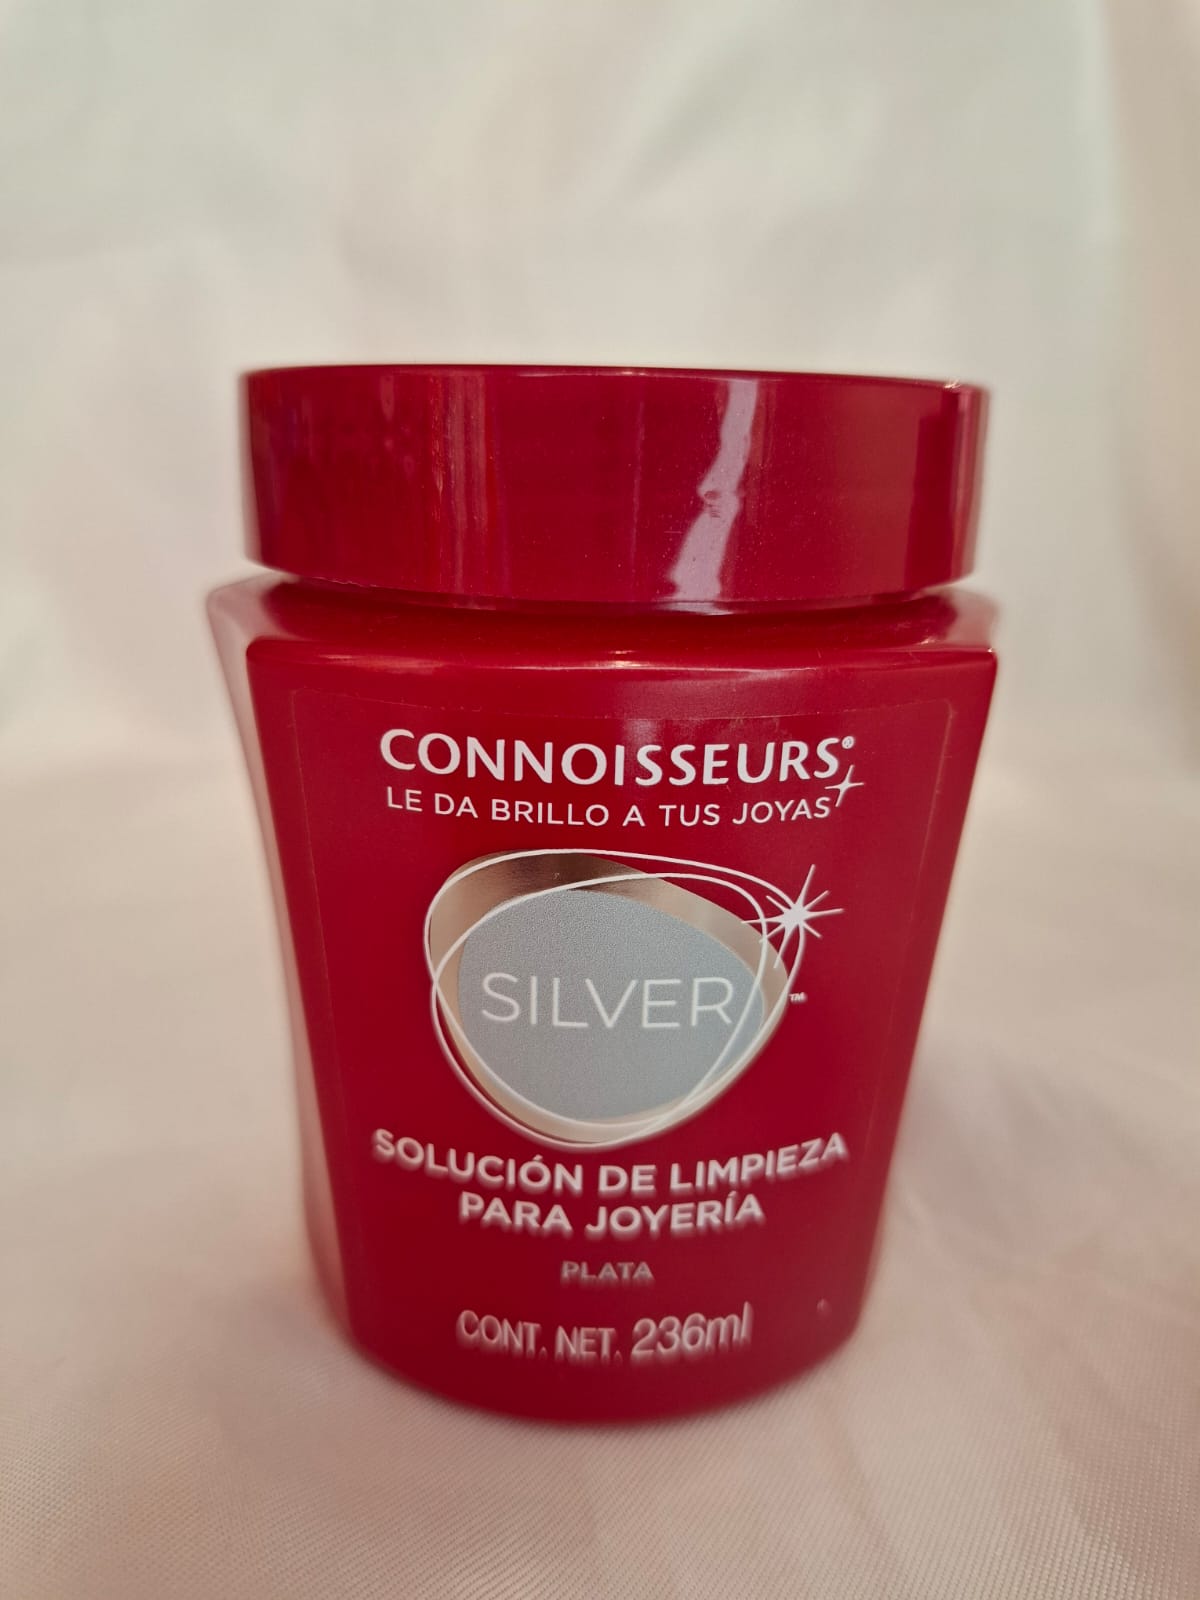 CONNOISSEURS®
LE DA BRILLO A TUS JOYAS
SILVER™
SOLUCIÓN DE LIMPIEZA
PARA JOYERÍA
PLATA
CONT. NET. 236ml